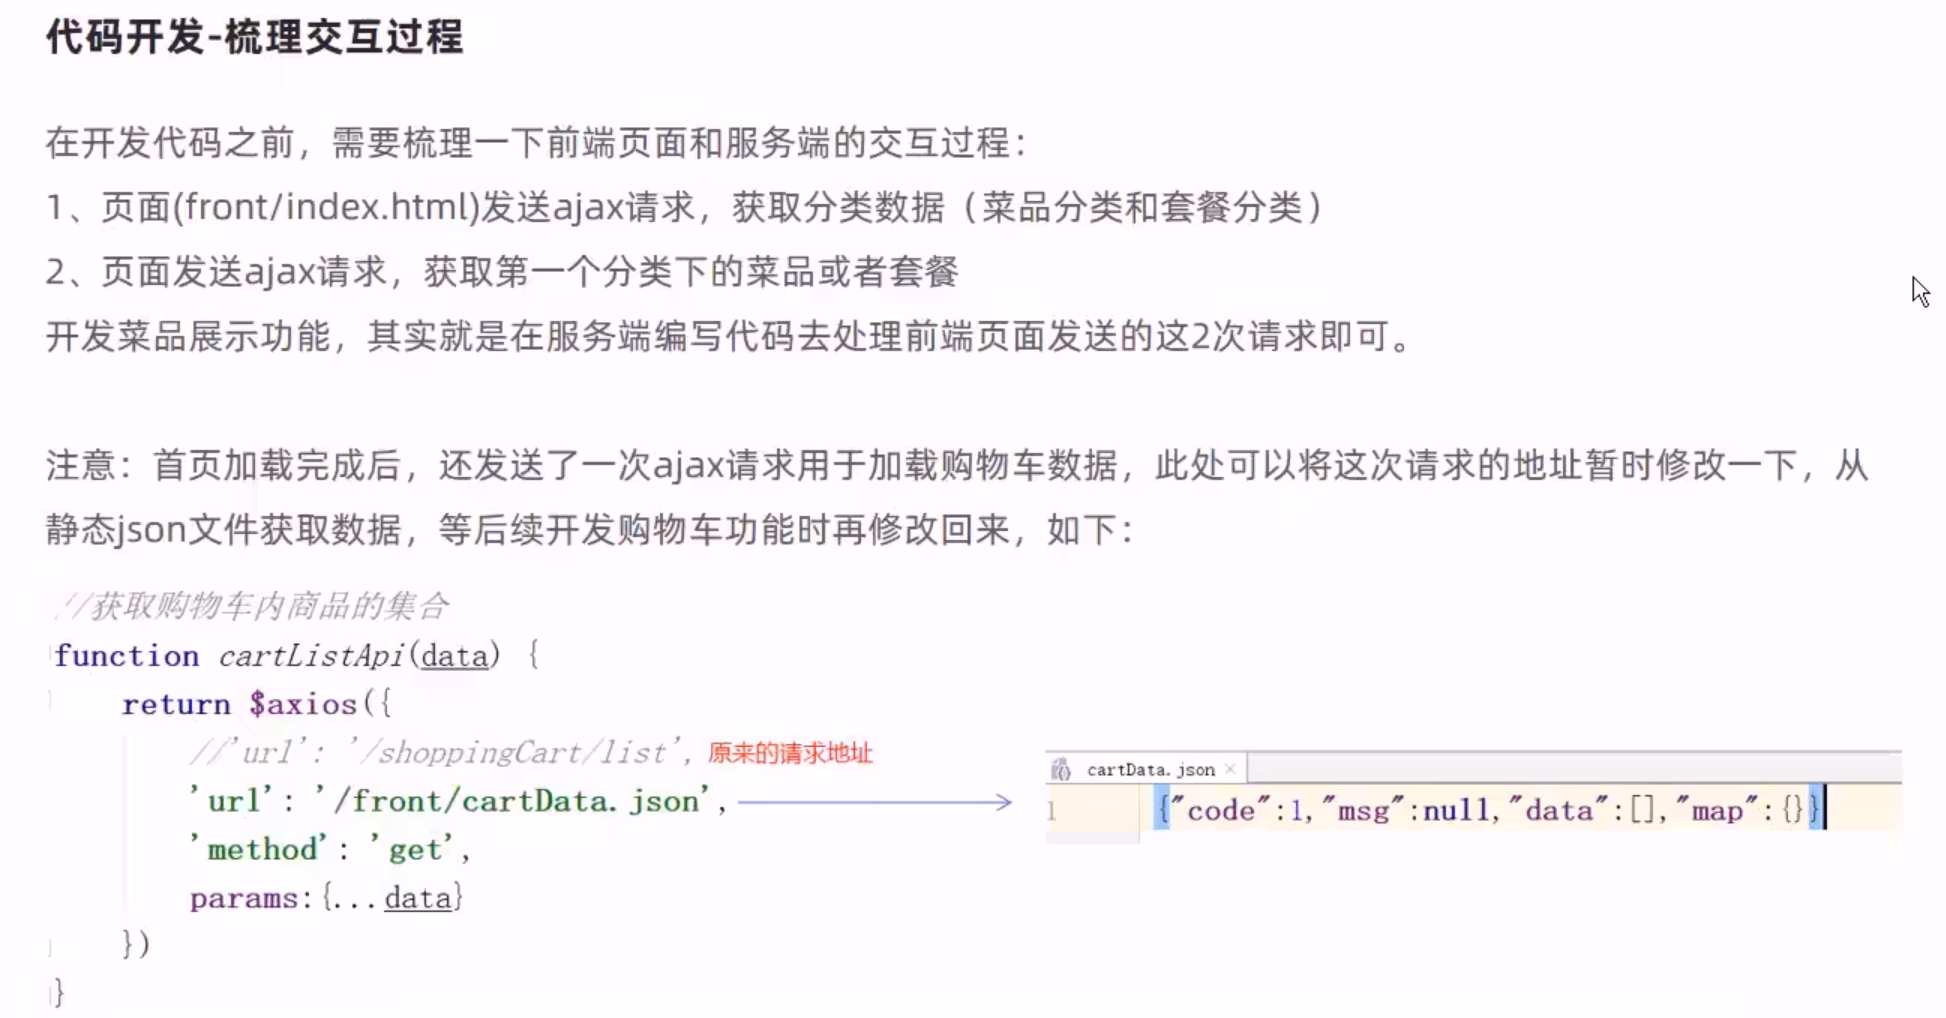 代码开发-梳理交互过程
在开发代码之前，需要梳理一下前端页面和服务端的交互过程：
1、页面(front/index.html)发送ajax请求，获取分类数据（菜品分类和套餐分类）
2、页面发送ajax请求，获取第一个分类下的菜品或者套餐
开发菜品展示功能，其实就是在服务端编写代码去处理前端页面发送的这2次请求即可。
注意：首页加载完成后，还发送了一次ajax请求用于加载购物车数据，此处可以将这次请求的地址暂时修改一下，从
静态json文件获取数据，等后续开发购物车功能时再修改回来，如下：
//获取购物车内商品的集合
function cartListApi(data) {
return $axios({
//'url': '/shoppingCart/list', 原来的请求地址
'url': '/front/cartData.json',
'method': 'get',
params:{...data}
})
}
cartData.json ×
1 {"code":1,"msg":null,"data":[],"map":{}}